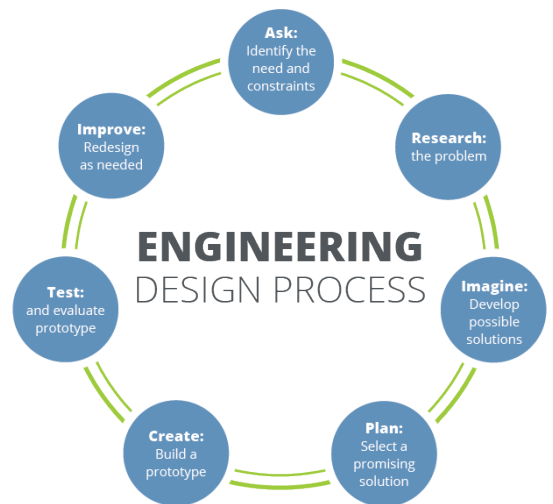 Ask:
Identify the
need and
constraints
Research:
the problem
Imagine:
Develop
possible
solutions
Plan:
Select a
promising
solution
Create:
Build a
prototype
Test:
and evaluate
prototype
Improve:
Redesign
as needed
ENGINEERING
DESIGN PROCESS